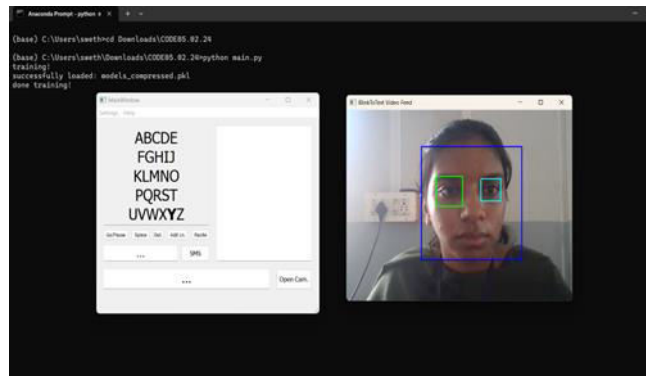 Anaconda Prompt - python
(base) C:\Users\sweth>cd Downloads\CODE05.02.24
(base) C:\Users\sweth\Downloads\CODE05.02.24>python main.py
training!
successfully loaded: models_compressed.pkl
done training!
MainWindow
Settings Help
ABCDE
FGHIJ
KLMNO
PQRST
UVWXYZ
Space Del.
... SMS
... Open Cam.
BlinkToText Video Feed